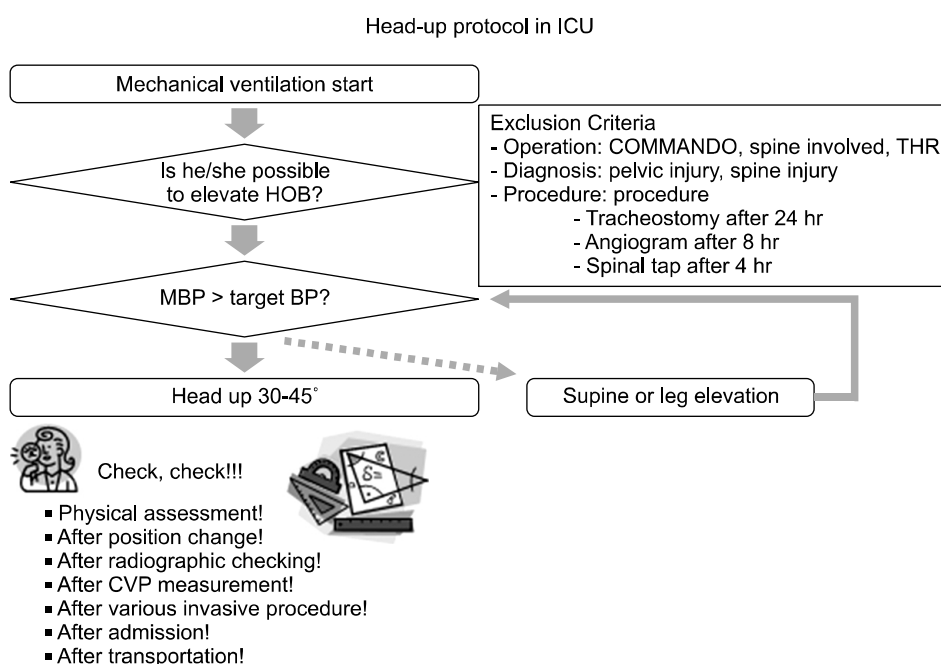 Head-up protocol in ICU
Mechanical ventilation start
Is he/she possible
to elevate HOB?
Exclusion Criteria
- Operation: COMMANDO, spine involved, THR
- Diagnosis: pelvic injury, spine injury
- Procedure: procedure
- Tracheostomy after 24 hr
- Angiogram after 8 hr
- Spinal tap after 4 hr
MBP > target BP?
Head up 30-45˚
Supine or leg elevation
Check, check!!!
▪ Physical assessment!
▪ After position change!
▪ After radiographic checking!
▪ After CVP measurement!
▪ After various invasive procedure!
▪ After admission!
▪ After transportation!